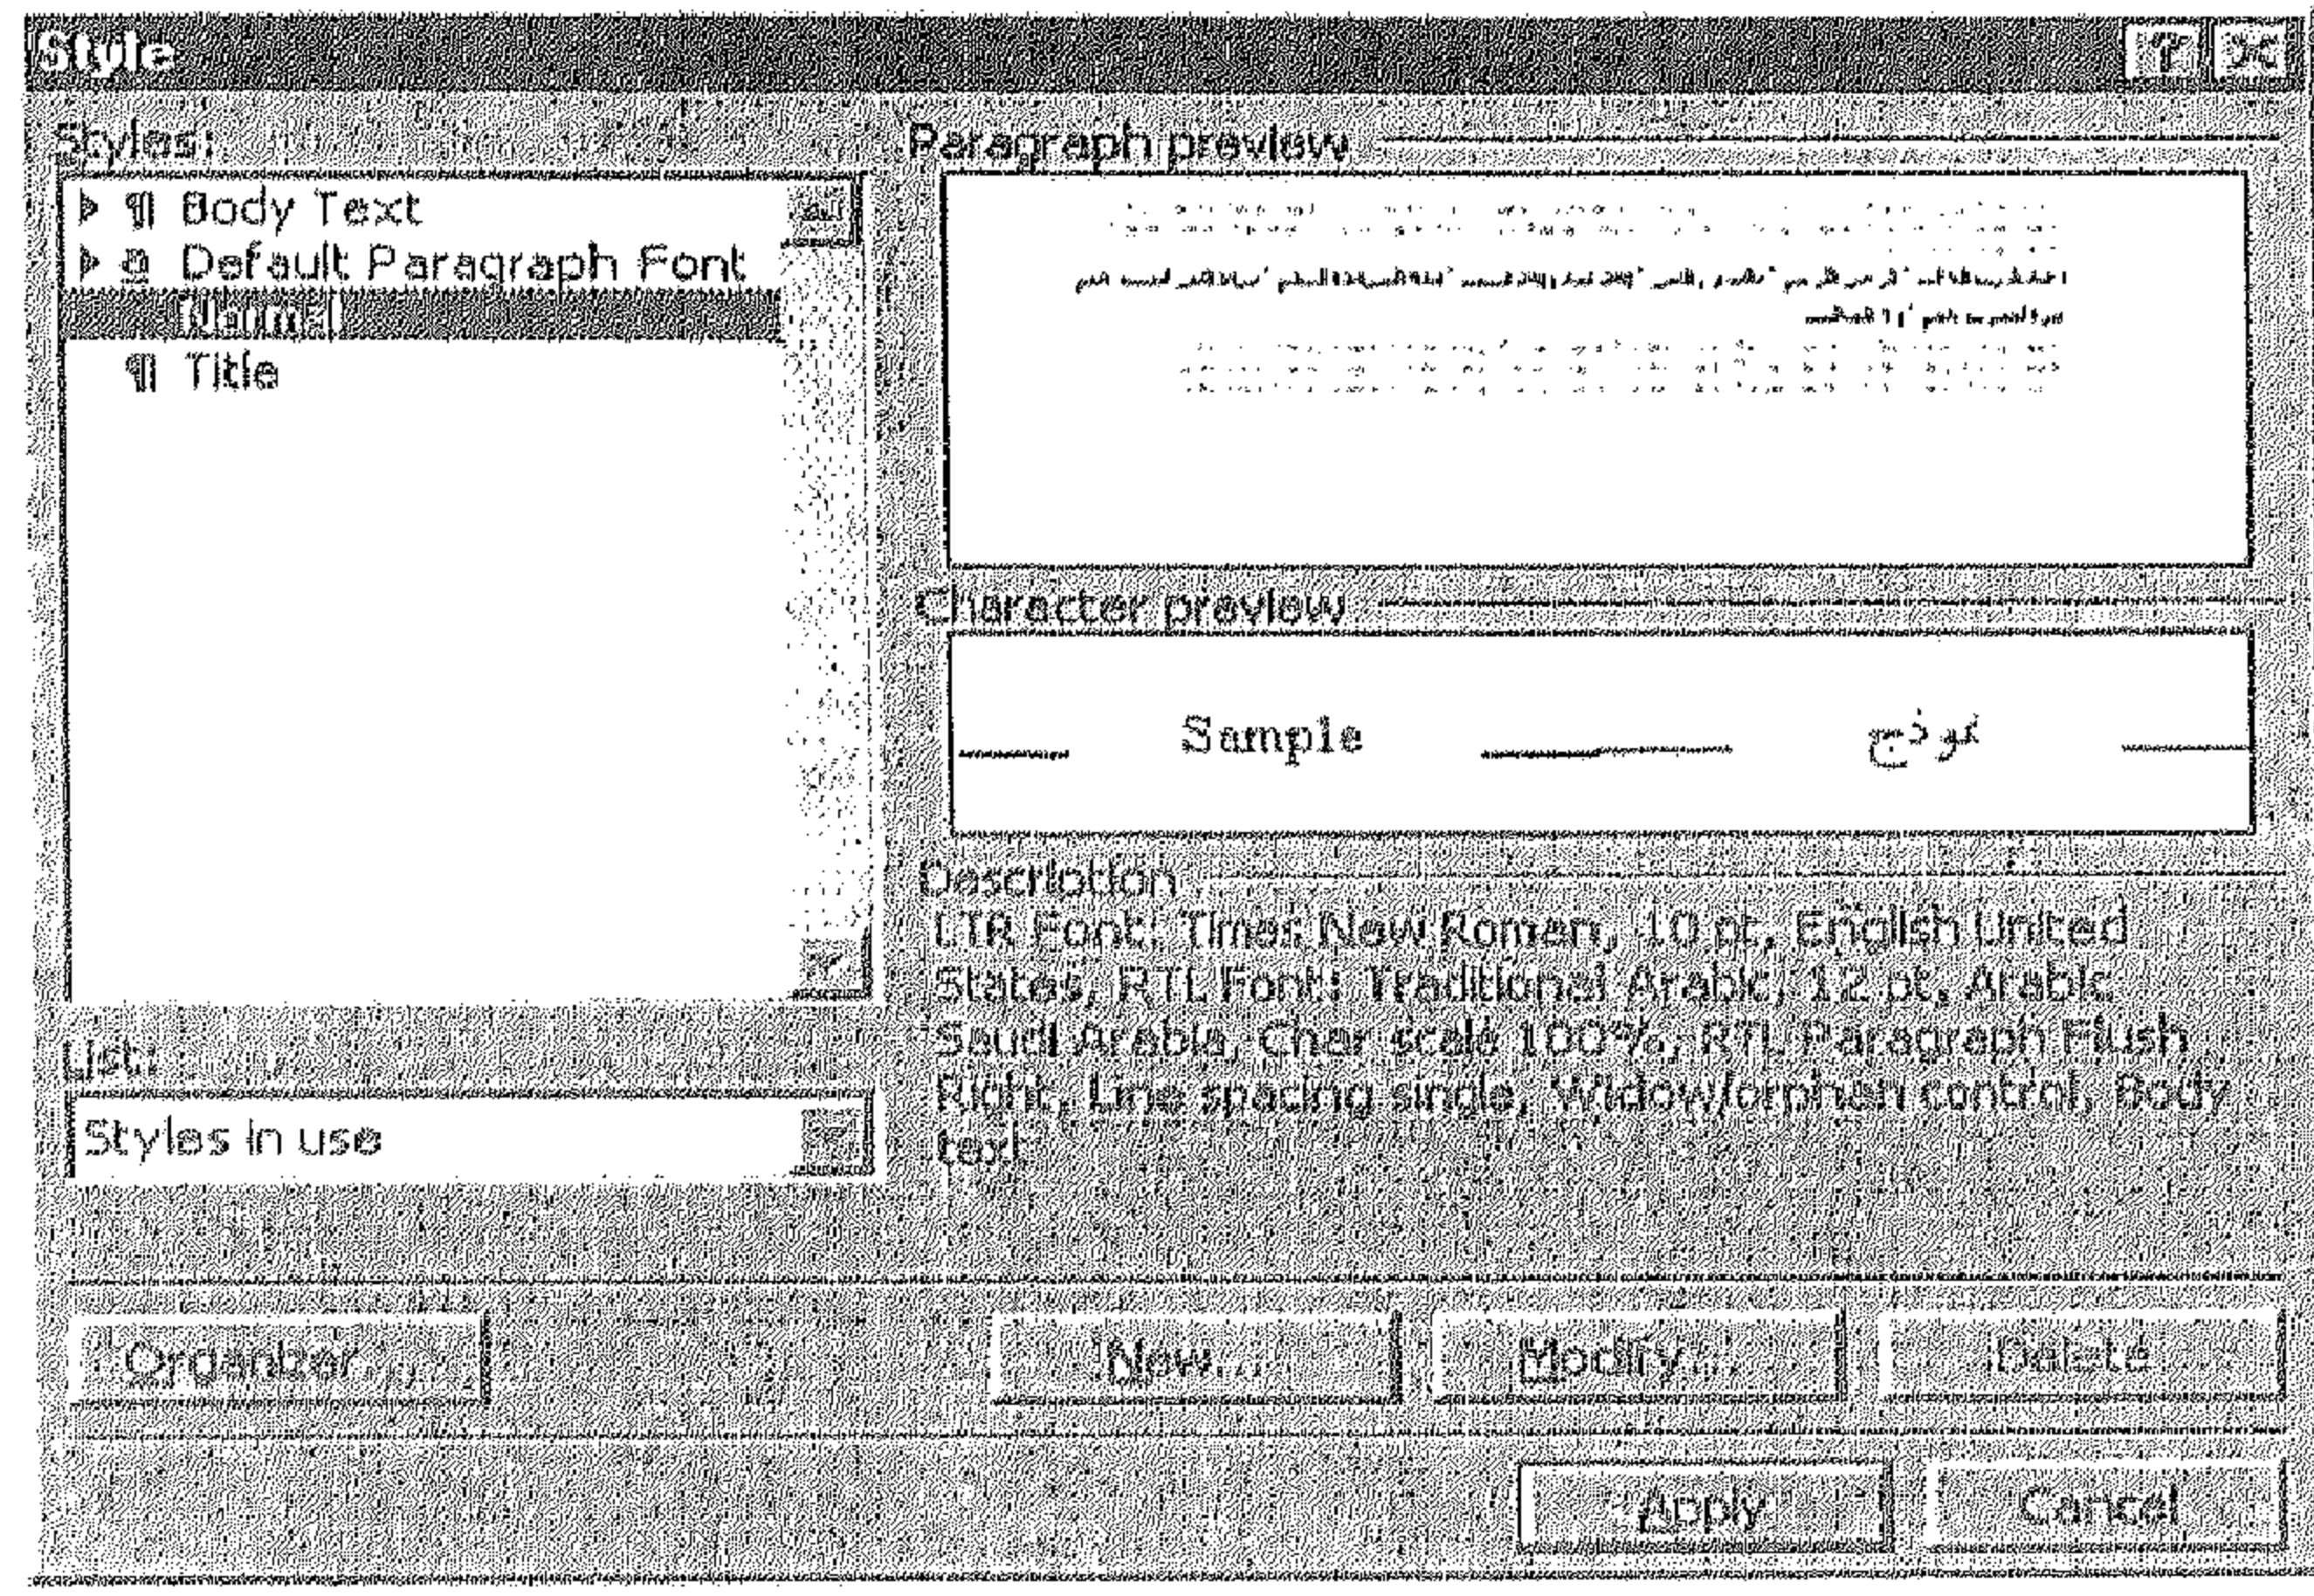 Style
Styles:
¶ Body Text
a Default Paragraph Font
Normal
¶ Title
List:
Styles in use
Paragraph preview
Character preview
Sample نموذج
Description
LTR Font: Times New Roman, 10 pt, English United
States, RTL Font: Traditional Arabic, 12 pt, Arabic
Saudi Arabia, Char scale 100%, RTL Paragraph Flush
Right, Line spacing single, Widow/orphan control, Body
text
Organizer...
New...
Modify...
Delete
Apply
Cancel